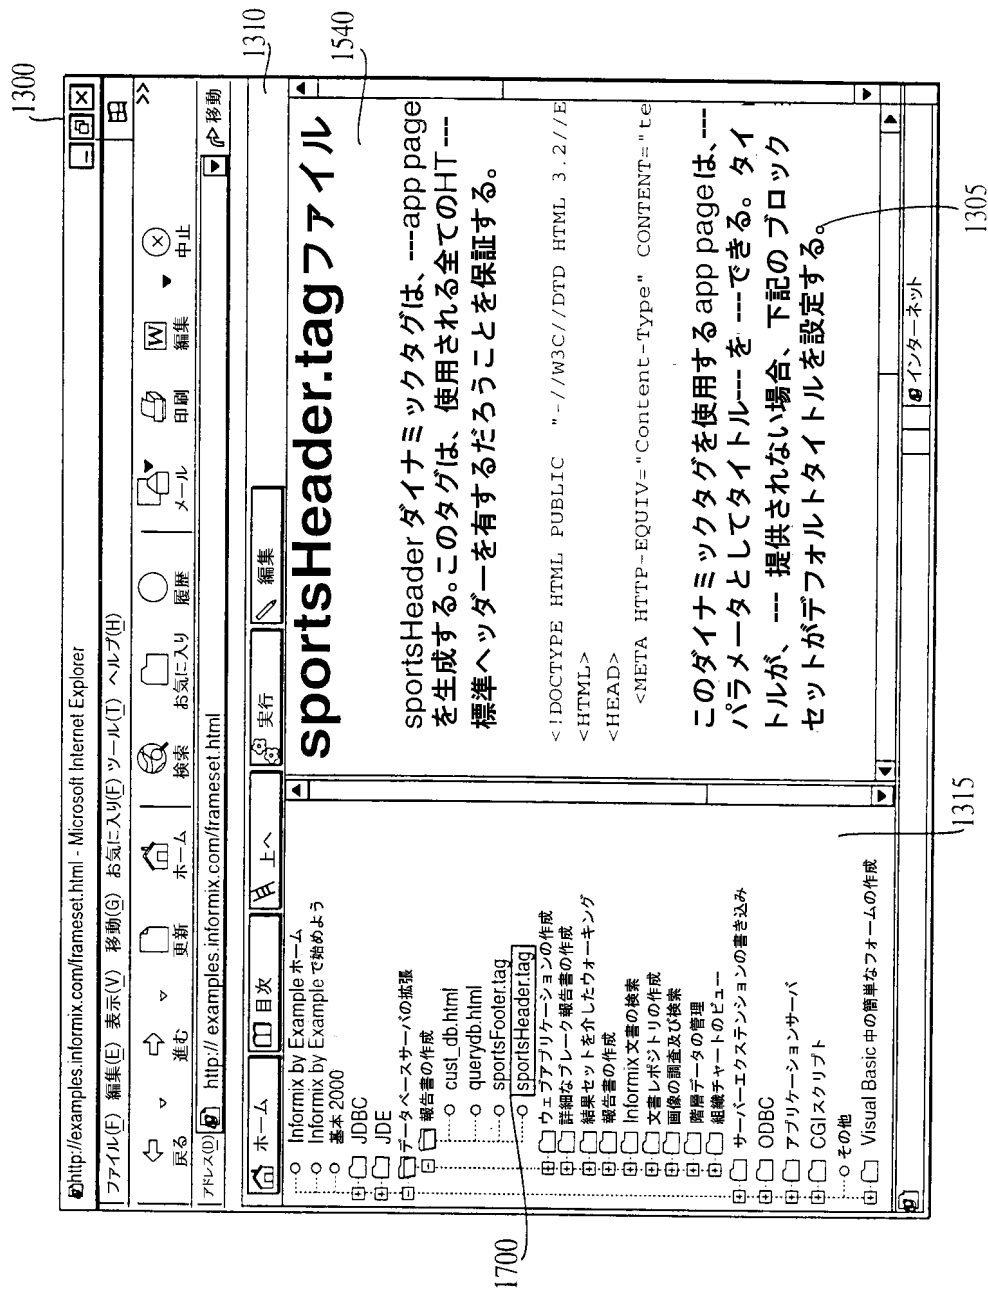 1300
http://examples.informix.com/frameset.html - Microsoft Internet Explorer
ファイル(F) 編集(E) 表示(V) 移動(G) お気に入り(F) ツール(T) ヘルプ(H)
戻る 進む 更新 ホーム 検索 お気に入り 履歴 メール 印刷 編集 中止
アドレス(D) http:// examples.informix.com/frameset.html 移動
ホーム 目次 上へ 実行 編集
1310
1540
Informix by Example ホーム
Informix by Example で始めよう
基本 2000
JDBC
JDE
データベースサーバの拡張
報告書の作成
cust_db.html
querydb.html
sportsFooter.tag
sportsHeader.tag
ウェブアプリケーションの作成
詳細なブレーク報告書の作成
結果セットを介したウォーキング
報告書の作成
Informix 文書の検索
文書レポジトリの作成
画像の調査及び検索
階層データの管理
組織チャートのビュー
サーバーエクステンションの書き込み
ODBC
アプリケーションサーバ
CGIスクリプト
その他
Visual Basic 中の簡単なフォームの作成
1700
1315
sportsHeader.tagファイル
sportsHeader ダイナミックタグは、---app page
を生成する。このタグは、使用される全てのHT---
標準ヘッダーを有するだろうことを保証する。
<!DOCTYPE HTML PUBLIC "-//W3C//DTD HTML 3.2//E
<HTML>
<HEAD>
<META HTTP-EQUIV="Content-Type" CONTENT="te
このダイナミックタグを使用する app page は、---
パラメータとしてタイトル--- を ---できる。タイ
トルが、--- 提供されない場合、下記の ブロック
セットがデフォルトタイトルを設定する。
1305
インターネット